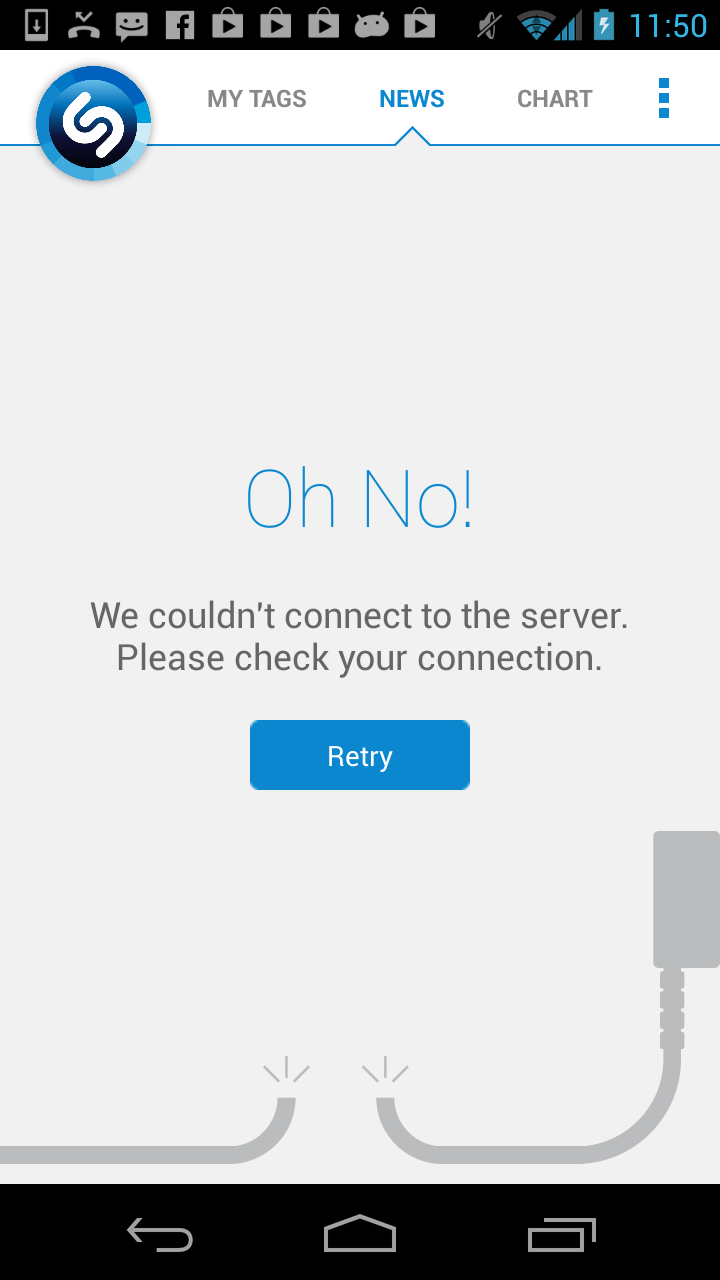 11:50
MY TAGS NEWS CHART
Oh No!
We couldn't connect to the server.
Please check your connection.
Retry